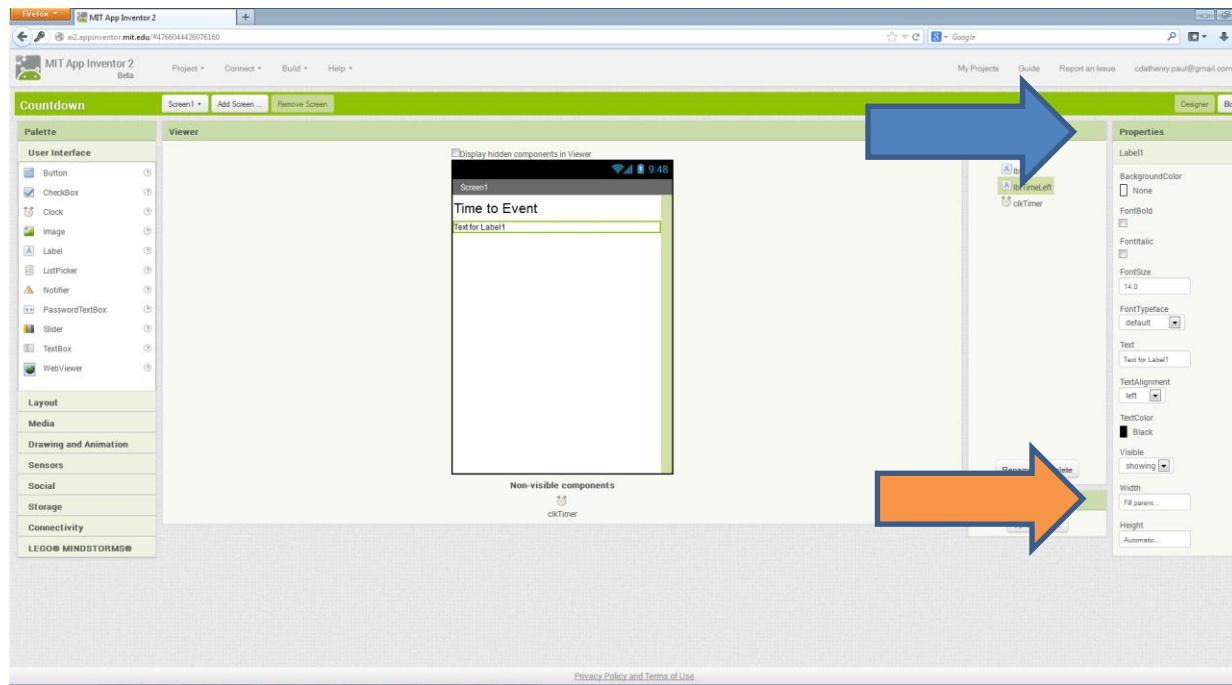 Firefox
MIT App Inventor 2
ai2.appinventor.mit.edu/#4766044426076160
Google
MIT App Inventor 2
Beta
Project
Connect
Build
Help
My Projects
Guide
Report an Issue
cdathenry.paul@gmail.com
Countdown
Screen1
Add Screen ...
Remove Screen
Designer
Palette
Viewer
Properties
User Interface
Button
CheckBox
Clock
Image
Label
ListPicker
Notifier
PasswordTextBox
Slider
TextBox
WebViewer
Layout
Media
Drawing and Animation
Sensors
Social
Storage
Connectivity
LEGO® MINDSTORMS®
Display hidden components in Viewer
9:48
Screen1
Time to Event
Text for Label1
Non-visible components
clkTimer
clkTimer
Label1
BackgroundColor
None
FontBold
FontItalic
FontSize
14.0
FontTypeface
default
Text
Text for Label1
TextAlignment
left
TextColor
Black
Visible
showing
Width
Fill parent...
Height
Automatic...
Privacy Policy and Terms of Use